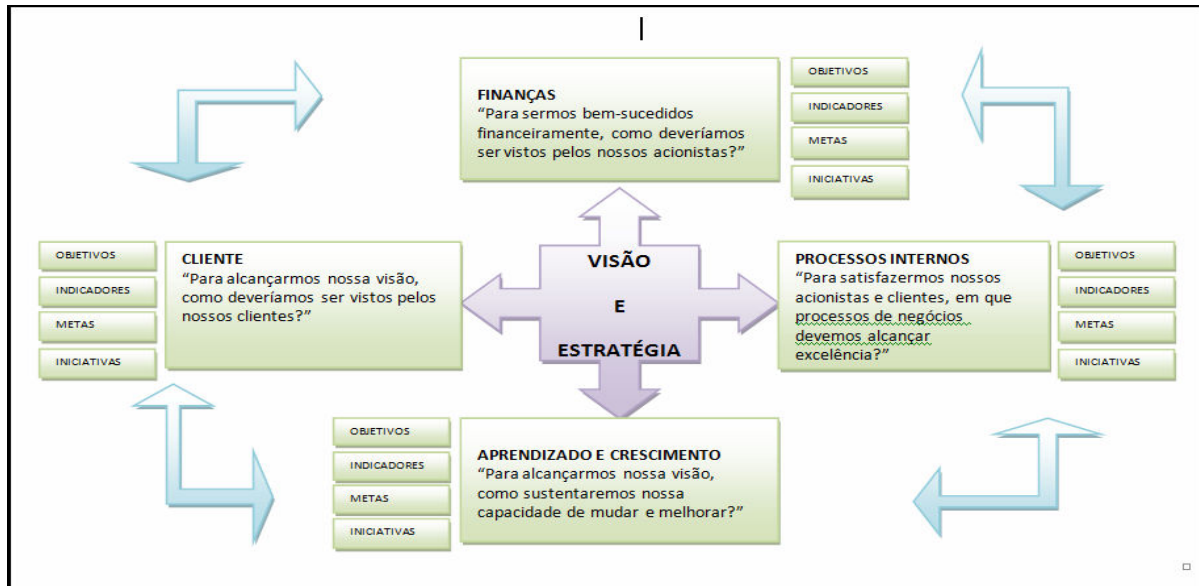 FINANÇAS
“Para sermos bem-sucedidos
financeiramente, como deveríamos
ser vistos pelos nossos acionistas?”
OBJETIVOS
INDICADORES
METAS
INICIATIVAS
OBJETIVOS
INDICADORES
METAS
INICIATIVAS
CLIENTE
“Para alcançarmos nossa visão,
como deveríamos ser vistos pelos
nossos clientes?”
VISÃO
E
ESTRATÉGIA
PROCESSOS INTERNOS
“Para satisfazermos nossos
acionistas e clientes, em que
processos de negócios
devemos alcançar
excelência?”
OBJETIVOS
INDICADORES
METAS
INICIATIVAS
OBJETIVOS
INDICADORES
METAS
INICIATIVAS
APRENDIZADO E CRESCIMENTO
“Para alcançarmos nossa visão,
como sustentaremos nossa
capacidade de mudar e melhorar?”